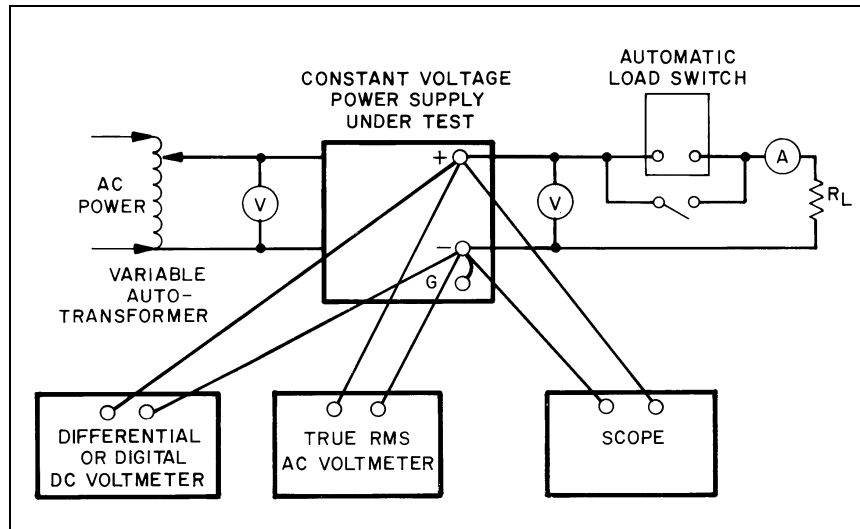 CONSTANT VOLTAGE
POWER SUPPLY
UNDER TEST
AUTOMATIC
LOAD SWITCH
AC
POWER
V
+
−
G
V
A
RL
VARIABLE
AUTO-
TRANSFORMER
DIFFERENTIAL
OR DIGITAL
DC VOLTMETER
TRUE RMS
AC VOLTMETER
SCOPE